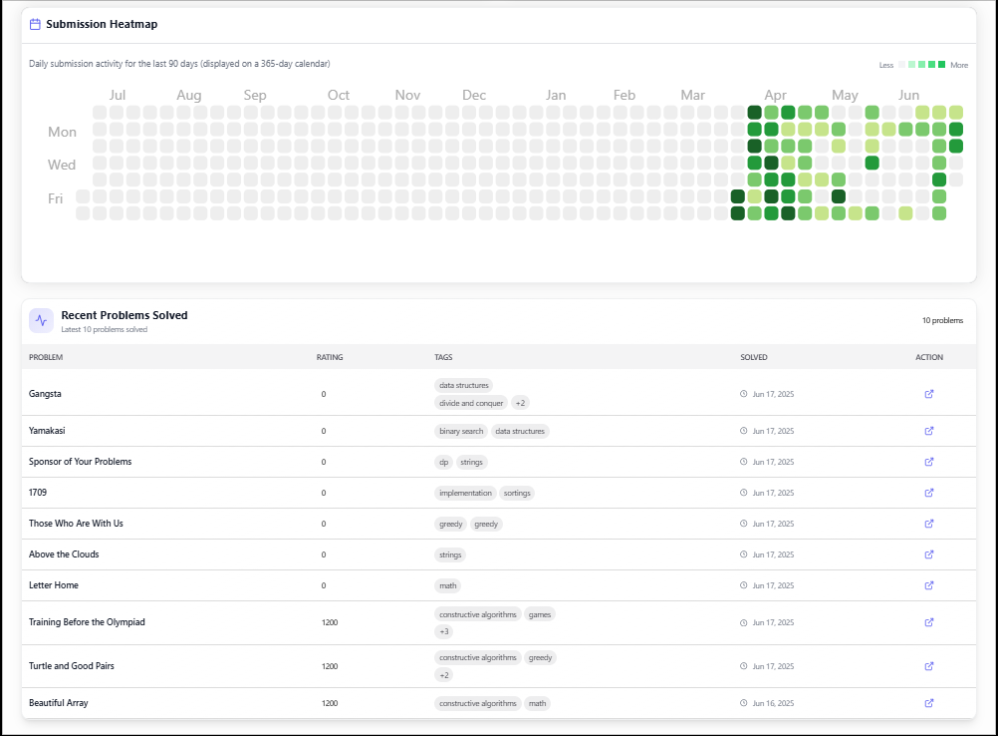 Submission Heatmap
Daily submission activity for the last 90 days (displayed on a 365-day calendar)
Less More
Jul Aug Sep Oct Nov Dec Jan Feb Mar Apr May Jun
Mon
Wed
Fri
Recent Problems Solved
Latest 10 problems solved
10 problems
PROBLEM RATING TAGS SOLVED ACTION
data structures
Gangsta 0 Jun 17, 2025
divide and conquer +2
Yamakasi 0 binary search data structures Jun 17, 2025
Sponsor of Your Problems 0 dp strings Jun 17, 2025
1709 0 implementation sortings Jun 17, 2025
Those Who Are With Us 0 greedy greedy Jun 17, 2025
Above the Clouds 0 strings Jun 17, 2025
Letter Home 0 math Jun 17, 2025
constructive algorithms games
Training Before the Olympiad 1200 Jun 17, 2025
+3
constructive algorithms greedy
Turtle and Good Pairs 1200 Jun 17, 2025
+2
Beautiful Array 1200 constructive algorithms math Jun 16, 2025